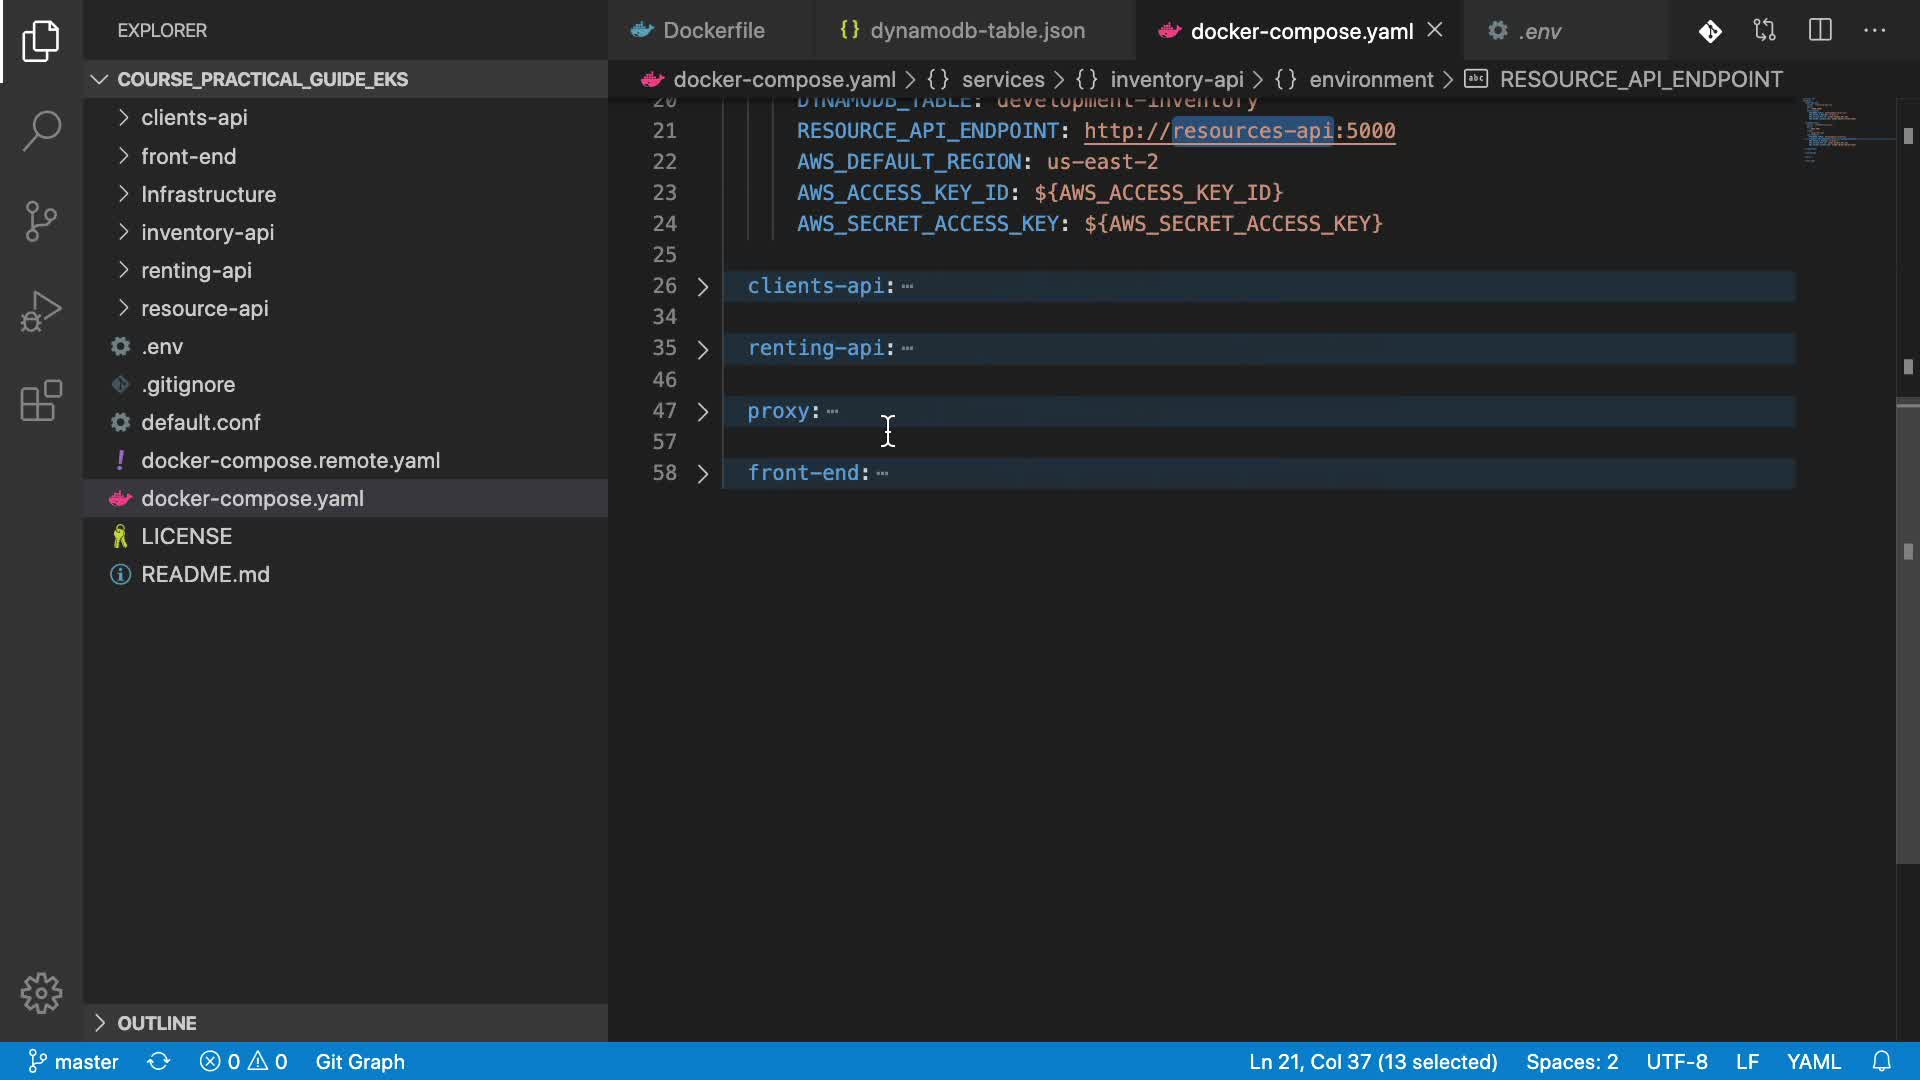 EXPLORER
Dockerfile
{} dynamodb-table.json
docker-compose.yaml
.env
COURSE_PRACTICAL_GUIDE_EKS
docker-compose.yaml > {} services > {} inventory-api > {} environment > abc RESOURCE_API_ENDPOINT
clients-api
front-end
Infrastructure
inventory-api
renting-api
resource-api
.env
.gitignore
default.conf
! docker-compose.remote.yaml
docker-compose.yaml
LICENSE
README.md
20 DYNAMODB_TABLE: development-inventory
21 RESOURCE_API_ENDPOINT: http://resources-api:5000
22 AWS_DEFAULT_REGION: us-east-2
23 AWS_ACCESS_KEY_ID: ${AWS_ACCESS_KEY_ID}
24 AWS_SECRET_ACCESS_KEY: ${AWS_SECRET_ACCESS_KEY}
25
26 > clients-api: ⋯
34
35 > renting-api: ⋯
46
47 > proxy: ⋯
57
58 > front-end: ⋯
OUTLINE
master
0 0 Git Graph
Ln 21, Col 37 (13 selected) Spaces: 2 UTF-8 LF YAML